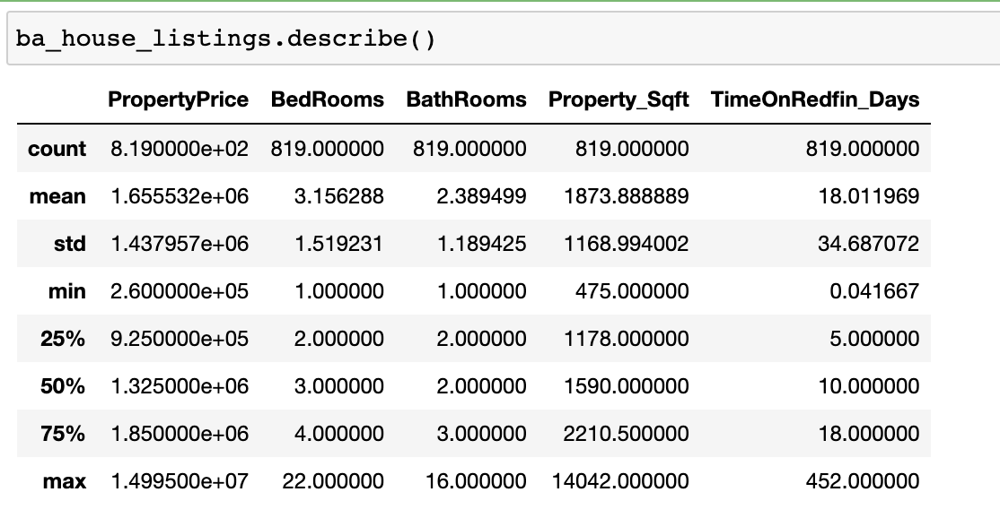 ba_house_listings.describe()
PropertyPrice BedRooms BathRooms Property_Sqft TimeOnRedfin_Days
count 8.190000e+02 819.000000 819.000000 819.000000 819.000000
mean 1.655532e+06 3.156288 2.389499 1873.888889 18.011969
std 1.437957e+06 1.519231 1.189425 1168.994002 34.687072
min 2.600000e+05 1.000000 1.000000 475.000000 0.041667
25% 9.250000e+05 2.000000 2.000000 1178.000000 5.000000
50% 1.325000e+06 3.000000 2.000000 1590.000000 10.000000
75% 1.850000e+06 4.000000 3.000000 2210.500000 18.000000
max 1.499500e+07 22.000000 16.000000 14042.000000 452.000000